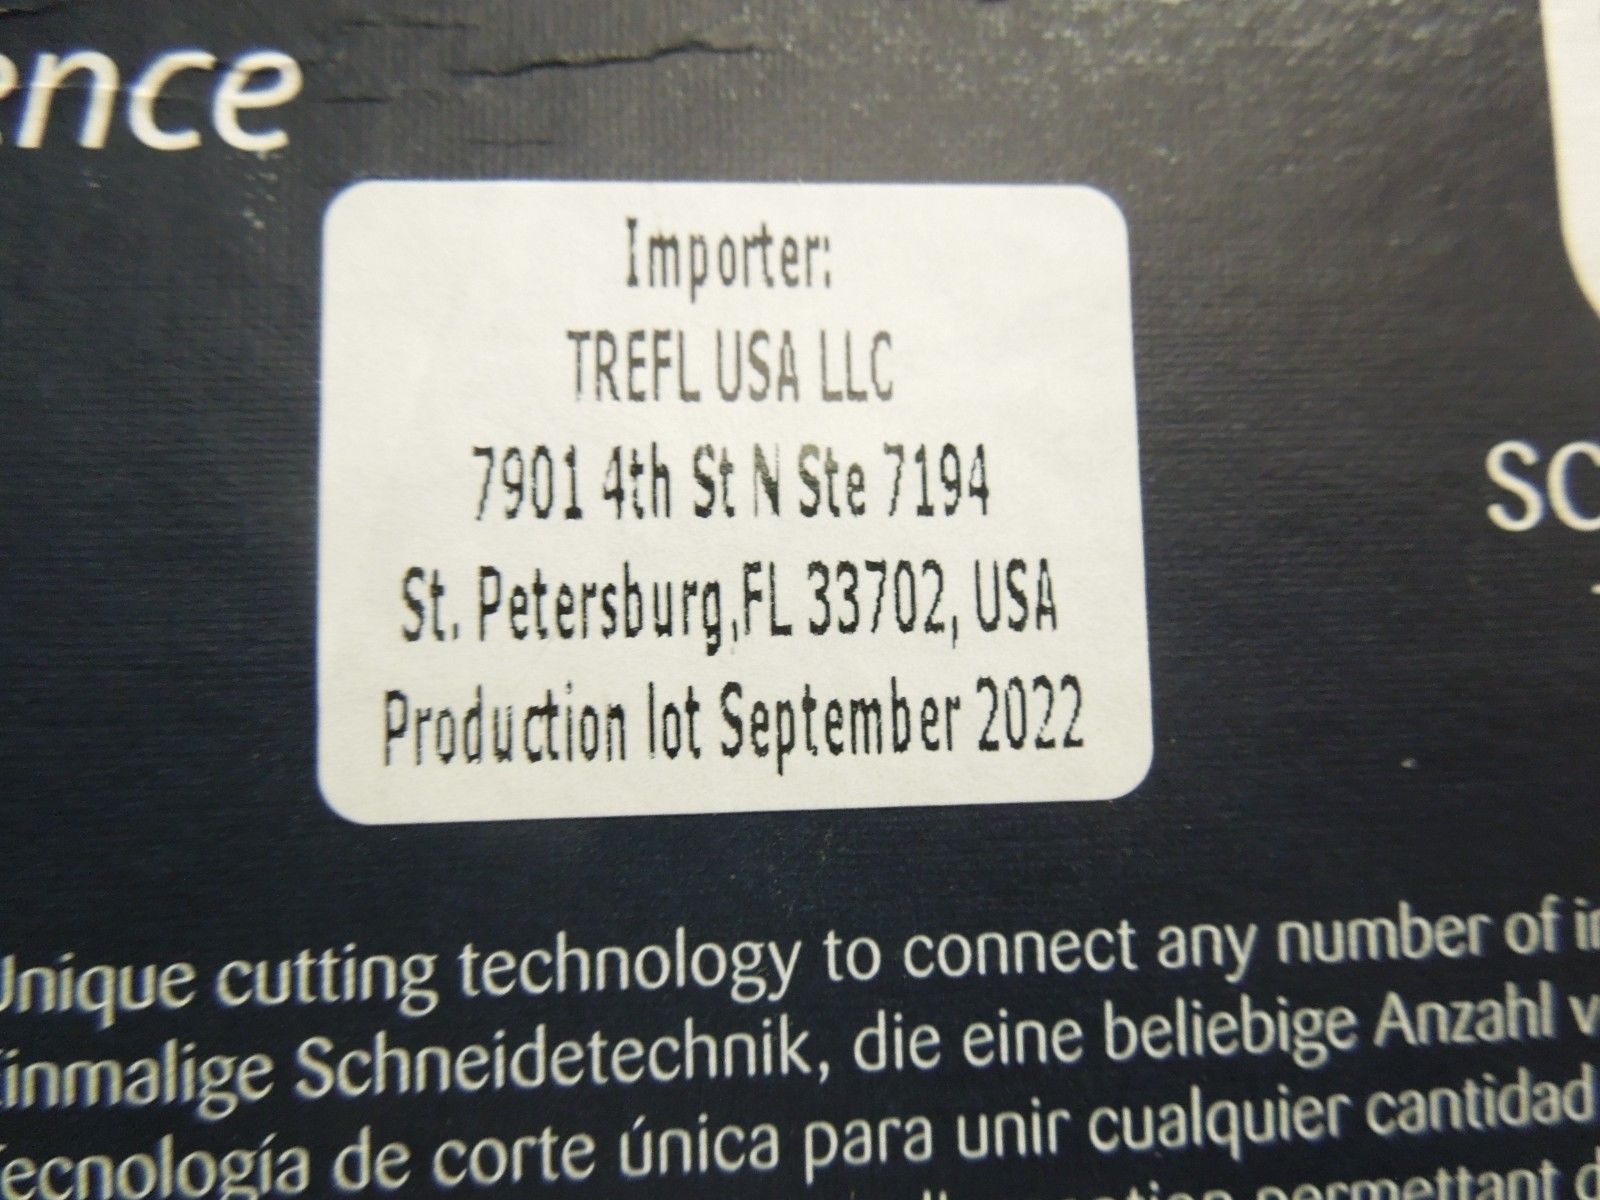 ence
Importer:
TREFL USA LLC
7901 4th St N Ste 7194
St. Petersburg,FL 33702, USA
Production lot September 2022
SC
Unique cutting technology to connect any number of
Einmalige Schneidetechnik, die eine beliebige Anzahl
Tecnología de corte única para unir cualquier cantidad
permettant